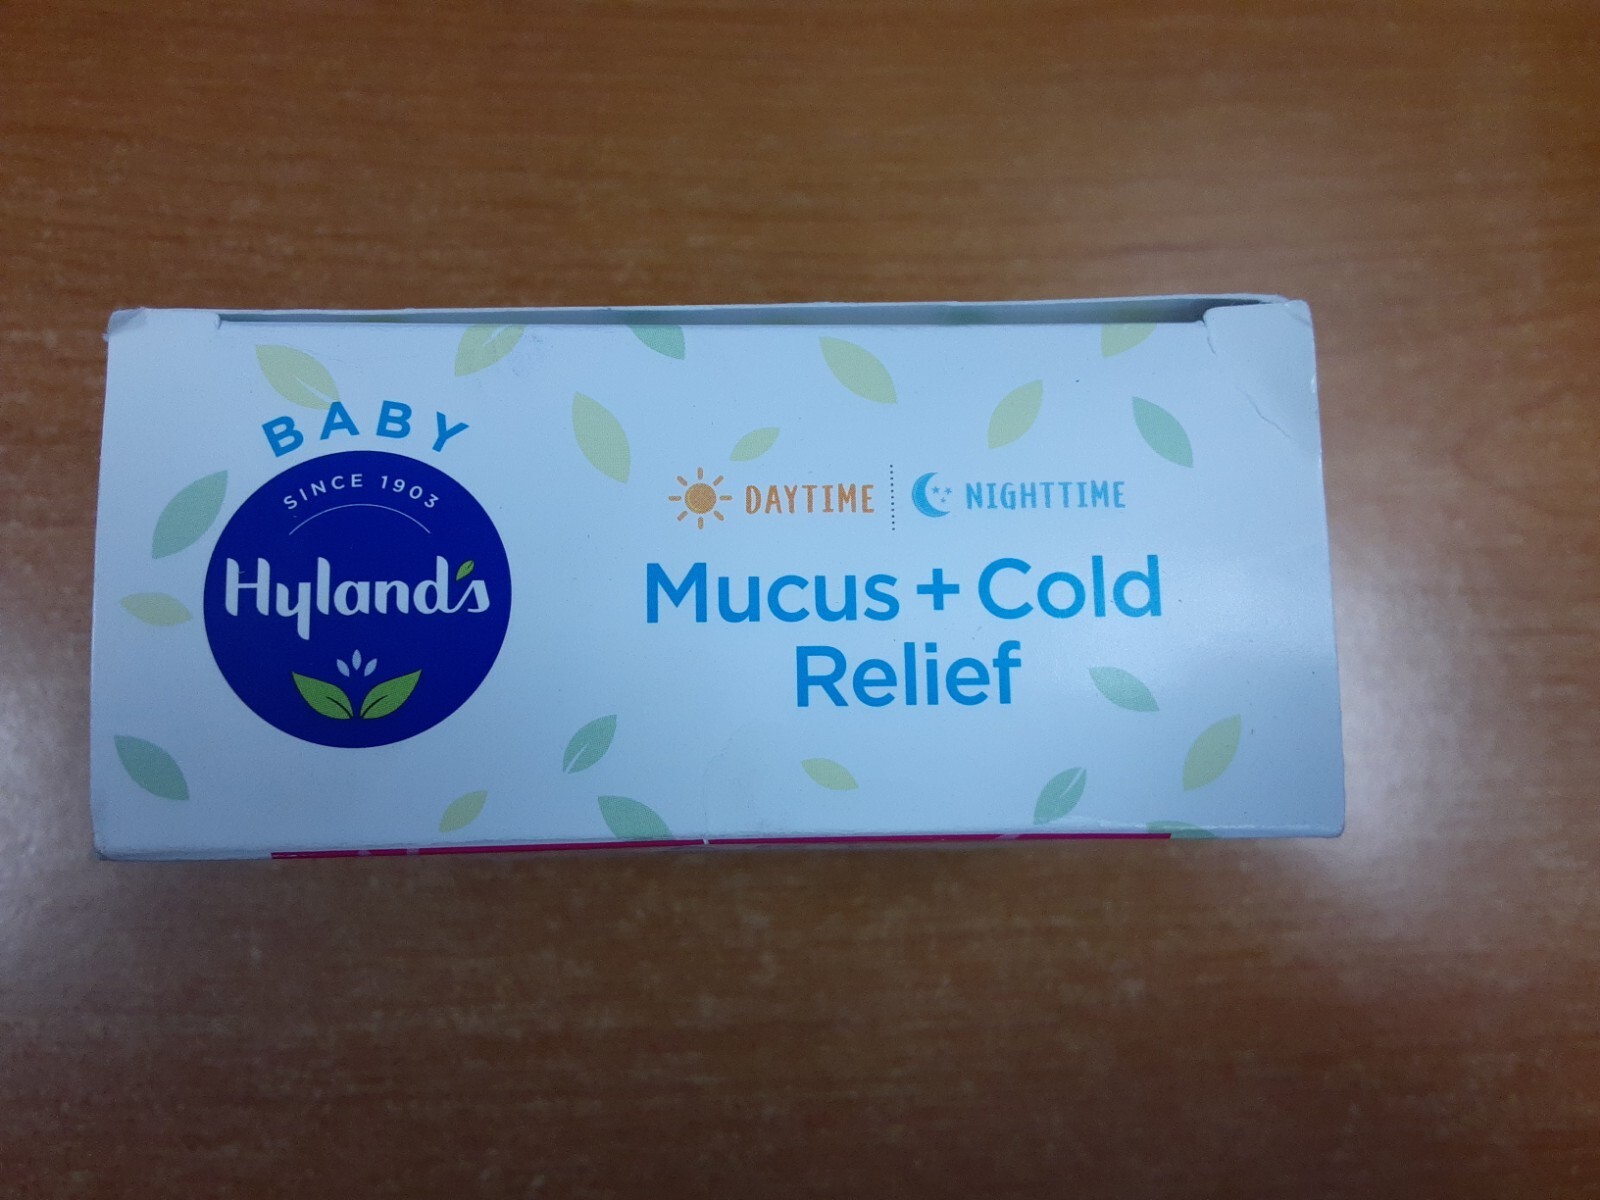 BABY
SINCE 1903
Hyland's
DAYTIME NIGHTTIME
Mucus + Cold
Relief